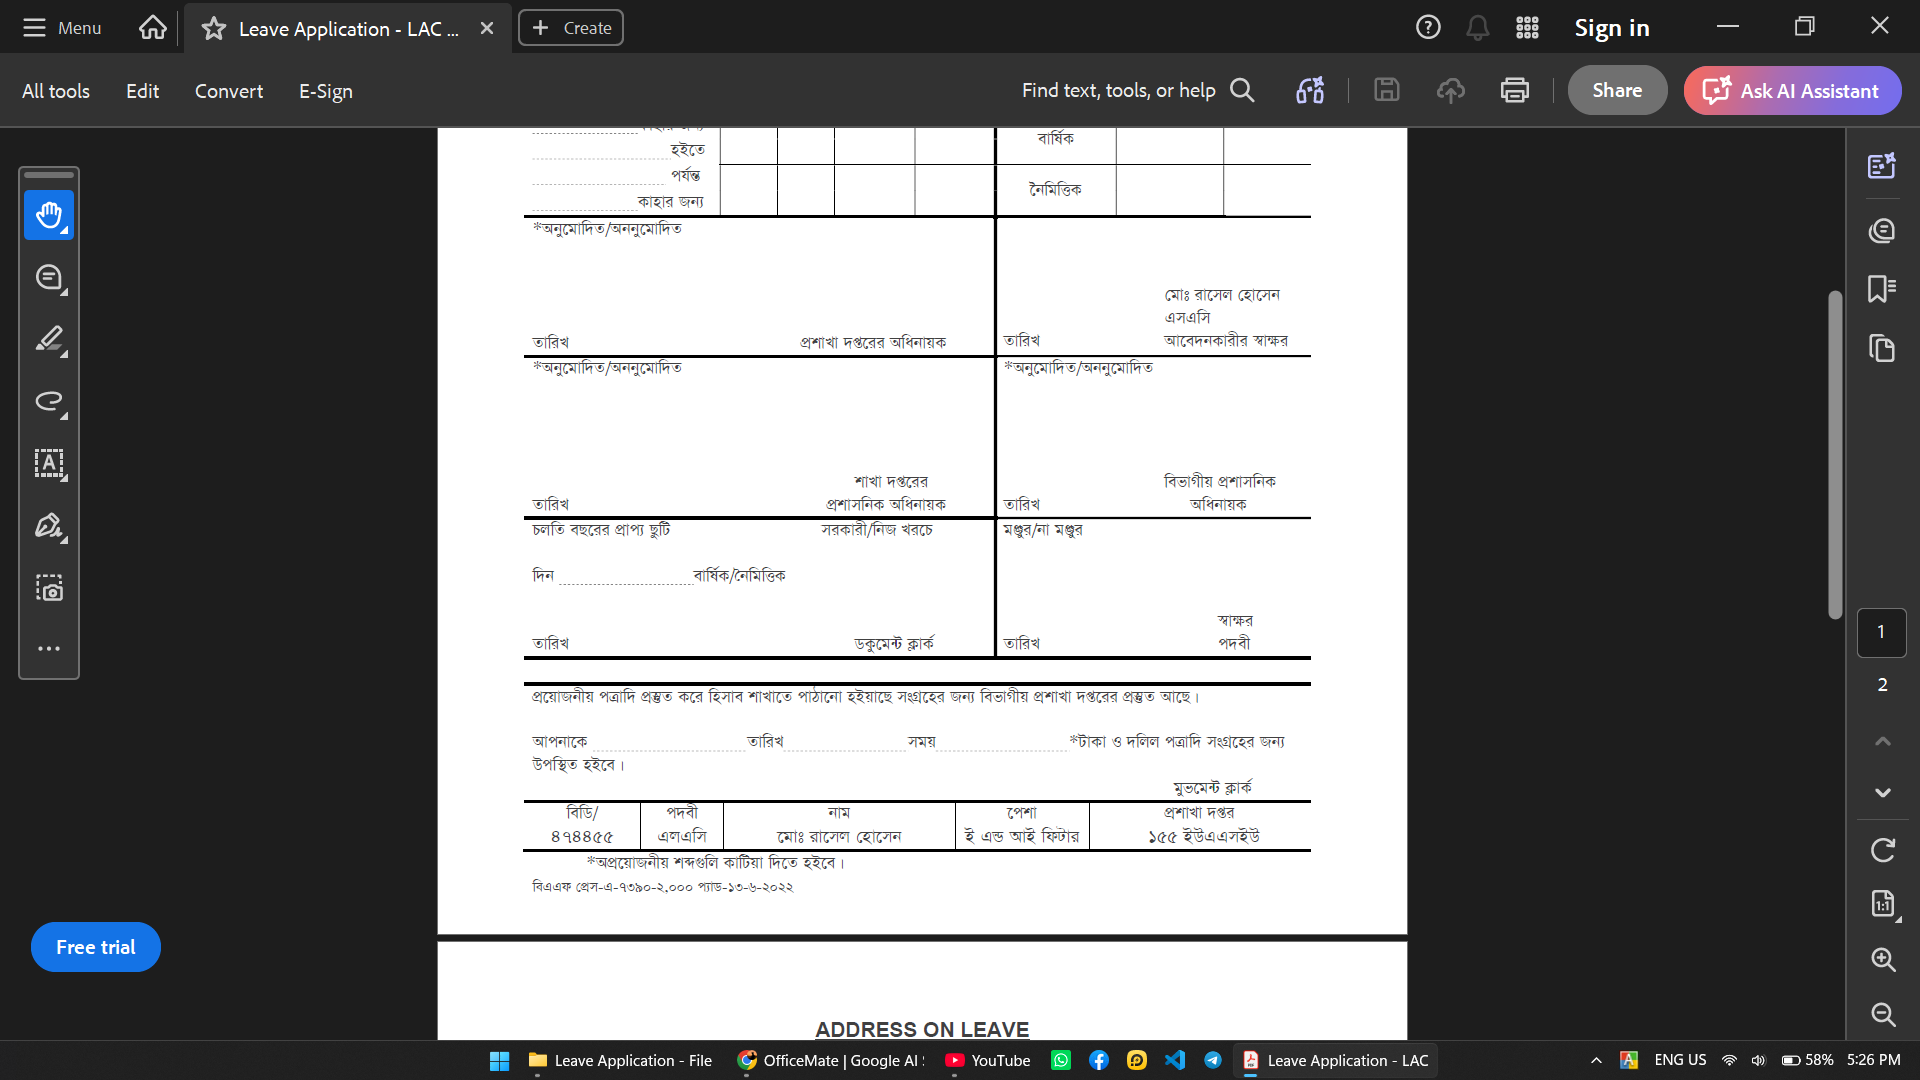 Menu
Leave Application - LAC ...
Create
Sign in
All tools
Edit
Convert
E-Sign
Find text, tools, or help
Share
Ask AI Assistant
হইতে
পর্যন্ত
কাহার জন্য
বার্ষিক
নৈমিত্তিক
*অনুমোদিত/অননুমোদিত
তারিখ
প্রশাখা দপ্তরের অধিনায়ক
মোঃ রাসেল হোসেন
এসএসি
তারিখ
আবেদনকারীর স্বাক্ষর
*অনুমোদিত/অননুমোদিত
শাখা দপ্তরের
তারিখ
প্রশাসনিক অধিনায়ক
*অনুমোদিত/অননুমোদিত
বিভাগীয় প্রশাসনিক
তারিখ
অধিনায়ক
চলতি বছরের প্রাপ্য ছুটি
সরকারী/নিজ খরচে
দিন
বার্ষিক/নৈমিত্তিক
তারিখ
ডকুমেন্ট ক্লার্ক
মঞ্জুর/না মঞ্জুর
স্বাক্ষর
তারিখ
পদবী
প্রয়োজনীয় পত্রাদি প্রস্তুত করে হিসাব শাখাতে পাঠানো হইয়াছে সংগ্রহের জন্য বিভাগীয় প্রশাখা দপ্তরের প্রস্তুত আছে।
আপনাকে
তারিখ
সময়
*টাকা ও দলিল পত্রাদি সংগ্রহের জন্য
উপস্থিত হইবে।
মুভমেন্ট ক্লার্ক
বিডি/ পদবী নাম পেশা প্রশাখা দপ্তর
৪৭৪৪৫৫ এলএসি মোঃ রাসেল হোসেন ই এন্ড আই ফিটার ১৫৫ ইউএএসইউ
*অপ্রয়োজনীয় শব্দগুলি কাটিয়া দিতে হইবে।
বিএএফ প্রেস-এ-৭৩৯০-২,০০০ প্যাড-১৩-৬-২০২২
ADDRESS ON LEAVE
1
2
1:1
Free trial
Leave Application - File
OfficeMate | Google AI
YouTube
Leave Application - LAC
ENG US
58%
5:26 PM